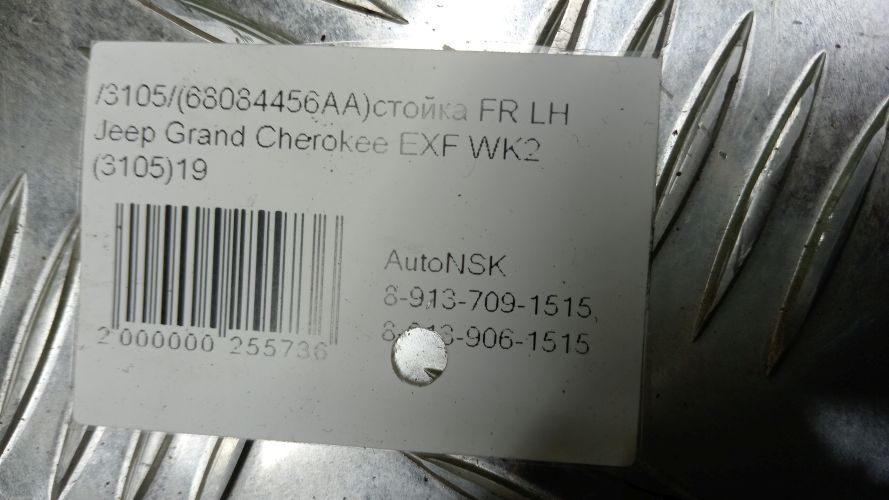 /3105/(68084456AA)стойка FR LH
Jeep Grand Cherokee EXF WK2
(3105)19
AutoNSK
8-913-709-1515,
2 000000 255736